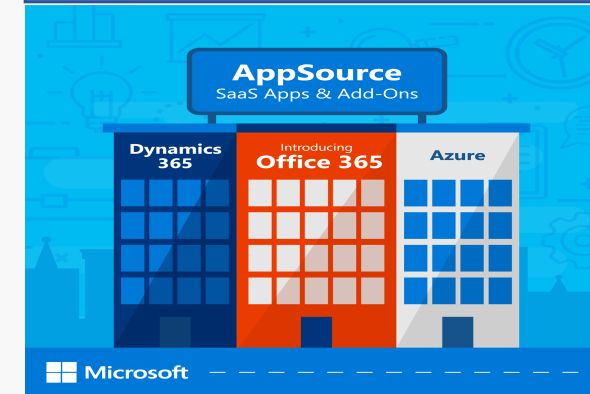 AppSource
SaaS Apps & Add-Ons
Dynamics
365
Introducing
Office 365
Azure
Microsoft